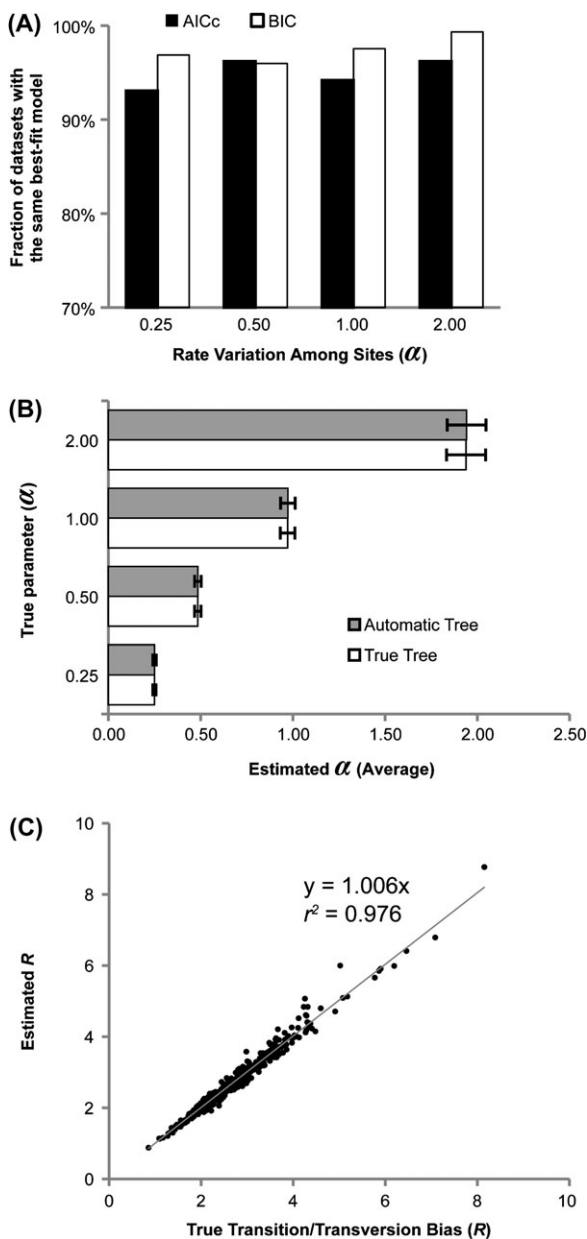 (A)
AICc BIC
100%
90%
80%
70%
Fraction of datasets with
the same best-fit model
0.25 0.50 1.00 2.00
Rate Variation Among Sites (α)
(B)
True parameter (α)
2.00
1.00
0.50
0.25
Automatic Tree
True Tree
0.00 0.50 1.00 1.50 2.00 2.50
Estimated α (Average)
(C)
10
8
6
4
2
0
Estimated R
y = 1.006x
r² = 0.976
0 2 4 6 8 10
True Transition/Transversion Bias (R)